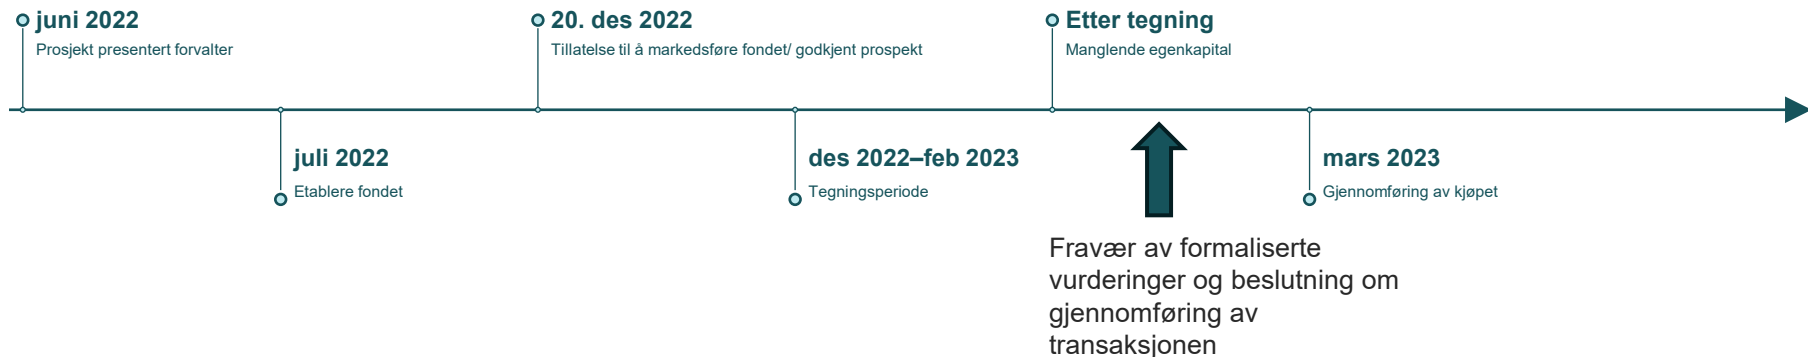 juni 2022
Prosjekt presentert forvalter
20. des 2022
Tillatelse til å markedsføre fondet/ godkjent prospekt
Etter tegning
Manglende egenkapital
juli 2022
Etablere fondet
des 2022–feb 2023
Tegningsperiode
mars 2023
Gjennomføring av kjøpet
Fravær av formaliserte
vurderinger og beslutning om
gjennomføring av
transaksjonen